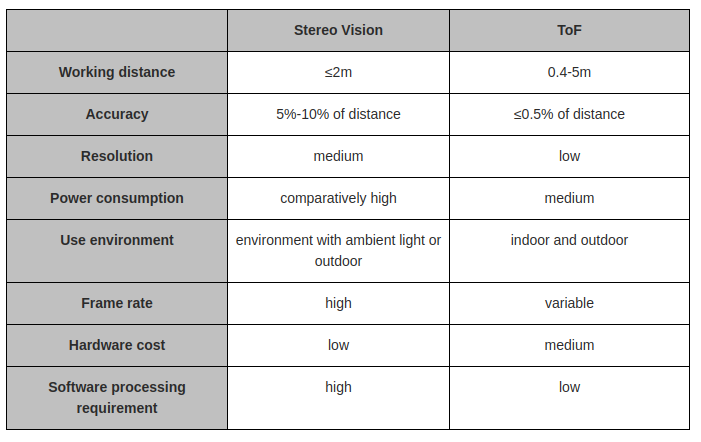 Stereo Vision ToF
Working distance ≤2m 0.4-5m
Accuracy 5%-10% of distance ≤0.5% of distance
Resolution medium low
Power consumption comparatively high medium
Use environment environment with ambient light or indoor and outdoor
outdoor
Frame rate high variable
Hardware cost low medium
Software processing high low
requirement